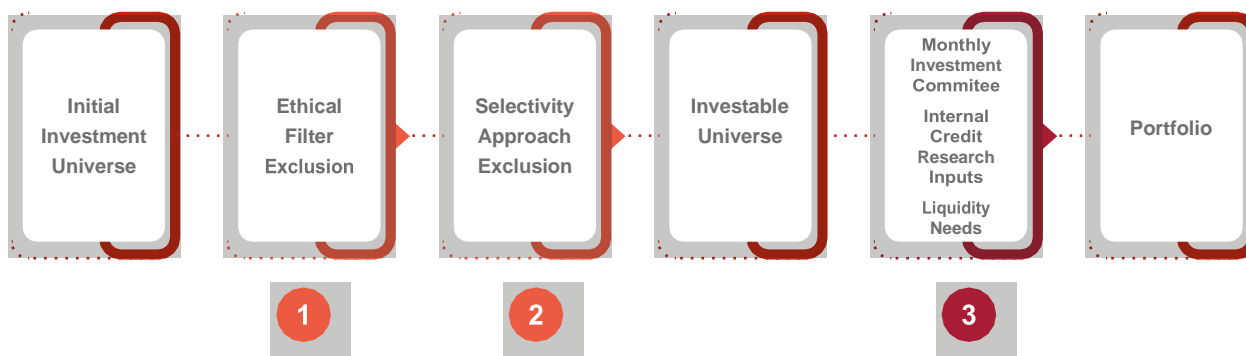 Initial
Investment
Universe
Ethical
Filter
Exclusion
Selectivity
Approach
Exclusion
Investable
Universe
Monthly
Investment
Commitee
Internal
Credit
Research
Inputs
Liquidity
Needs
Portfolio
1
2
3